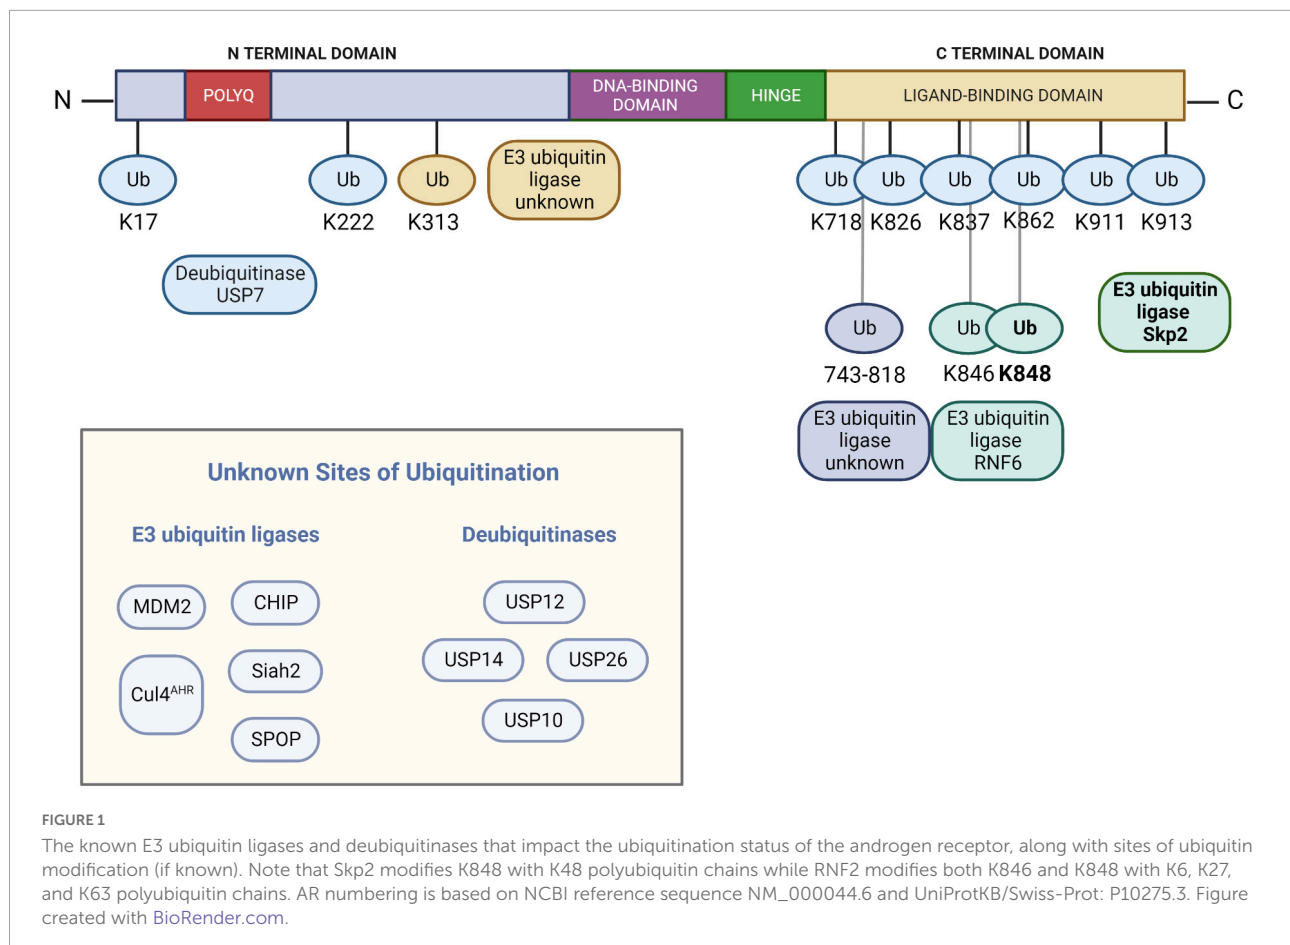 N TERMINAL DOMAIN
C TERMINAL DOMAIN
N
POLYQ
DNA-BINDING
DOMAIN
HINGE
LIGAND-BINDING DOMAIN
C
Ub
Ub
Ub
E3 ubiquitin
ligase
unknown
Ub
Ub
Ub
Ub
Ub
Ub
K17
K222
K313
K718
K826
K837
K862
K911
K913
Deubiquitinase
USP7
E3 ubiquitin
ligase
Skp2
Ub
Ub
Ub
743-818
K846
K848
E3 ubiquitin
ligase
unknown
E3 ubiquitin
ligase
RNF6
Unknown Sites of Ubiquitination
E3 ubiquitin ligases
MDM2
CHIP
Cul4AHR
Siah2
SPOP
Deubiquitinases
USP12
USP14
USP26
USP10
FIGURE 1
The known E3 ubiquitin ligases and deubiquitinases that impact the ubiquitination status of the androgen receptor, along with sites of ubiquitin
modification (if known). Note that Skp2 modifies K848 with K48 polyubiquitin chains while RNF2 modifies both K846 and K848 with K6, K27,
and K63 polyubiquitin chains. AR numbering is based on NCBI reference sequence NM_000044.6 and UniProtKB/Swiss-Prot: P10275.3. Figure
created with BioRender.com.